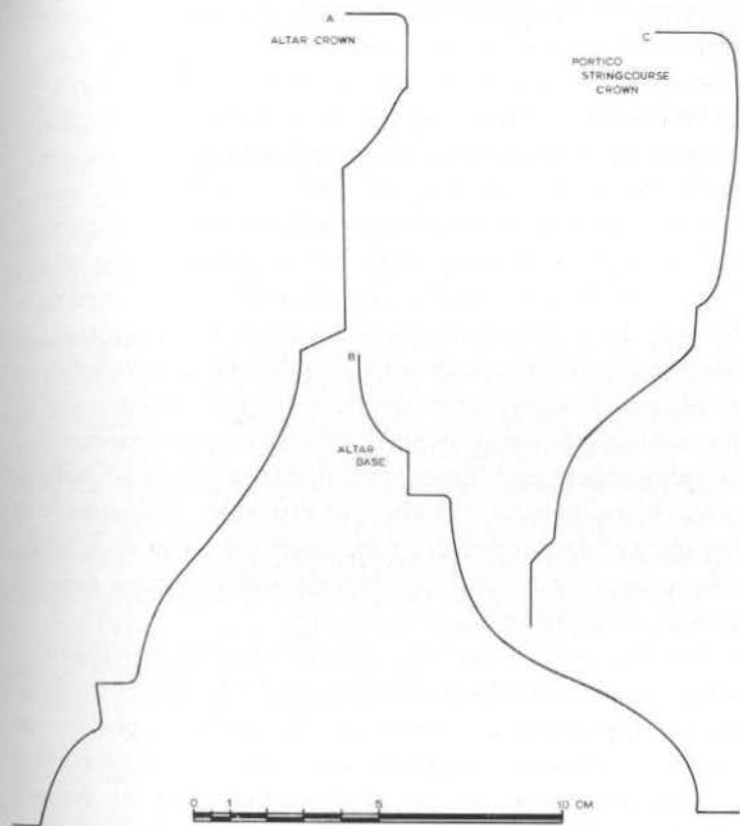 A
ALTAR CROWN
C
PORTICO
STRINGCOURSE
CROWN
B
ALTAR
BASE
0 1 5 10 CM